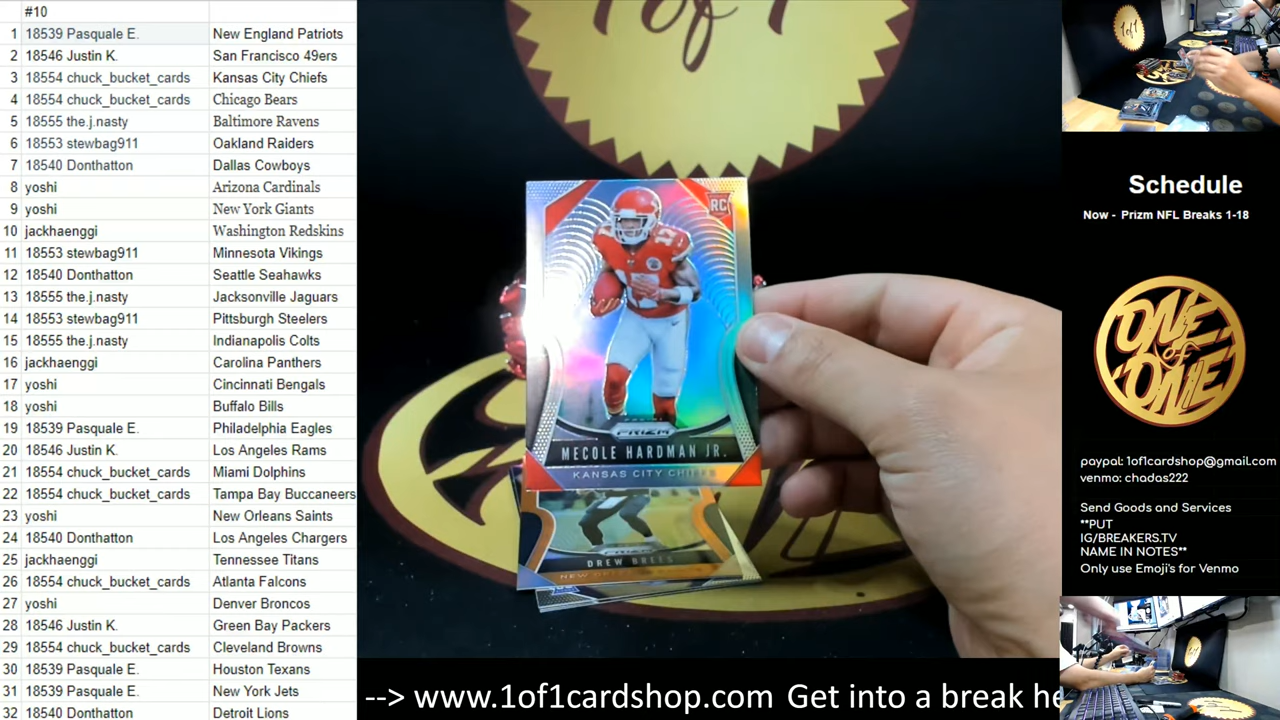 #10
1 18539 Pasquale E. New England Patriots
2 18546 Justin K. San Francisco 49ers
3 18554 chuck_bucket_cards Kansas City Chiefs
4 18554 chuck_bucket_cards Chicago Bears
5 18555 the.j.nasty Baltimore Ravens
6 18553 stewbag911 Oakland Raiders
7 18540 Donthatton Dallas Cowboys
8 yoshi Arizona Cardinals
9 yoshi New York Giants
10 jackhaenggi Washington Redskins
11 18553 stewbag911 Minnesota Vikings
12 18540 Donthatton Seattle Seahawks
13 18555 the.j.nasty Jacksonville Jaguars
14 18553 stewbag911 Pittsburgh Steelers
15 18555 the.j.nasty Indianapolis Colts
16 jackhaenggi Carolina Panthers
17 yoshi Cincinnati Bengals
18 yoshi Buffalo Bills
19 18539 Pasquale E. Philadelphia Eagles
20 18546 Justin K. Los Angeles Rams
21 18554 chuck_bucket_cards Miami Dolphins
22 18554 chuck_bucket_cards Tampa Bay Buccaneers
23 yoshi New Orleans Saints
24 18540 Donthatton Los Angeles Chargers
25 jackhaenggi Tennessee Titans
26 18554 chuck_bucket_cards Atlanta Falcons
27 yoshi Denver Broncos
28 18546 Justin K. Green Bay Packers
29 18554 chuck_bucket_cards Cleveland Browns
30 18539 Pasquale E. Houston Texans
31 18539 Pasquale E. New York Jets
32 18540 Donthatton Detroit Lions
1of1
RC
17
PANINI
PRIZM
MECOLE HARDMAN JR.
KANSAS CITY CHIEFS
PRIZM
DREW BREES
NEW
--> www.1of1cardshop.com Get into a break he
1of1
Schedule
Now - Prizm NFL Breaks 1-18
ONE
of
ONE
paypal: 1of1cardshop@gmail.com
venmo: chadas222
Send Goods and Services
**PUT
IG/BREAKERS.TV
NAME IN NOTES**
Only use Emoji's for Venmo